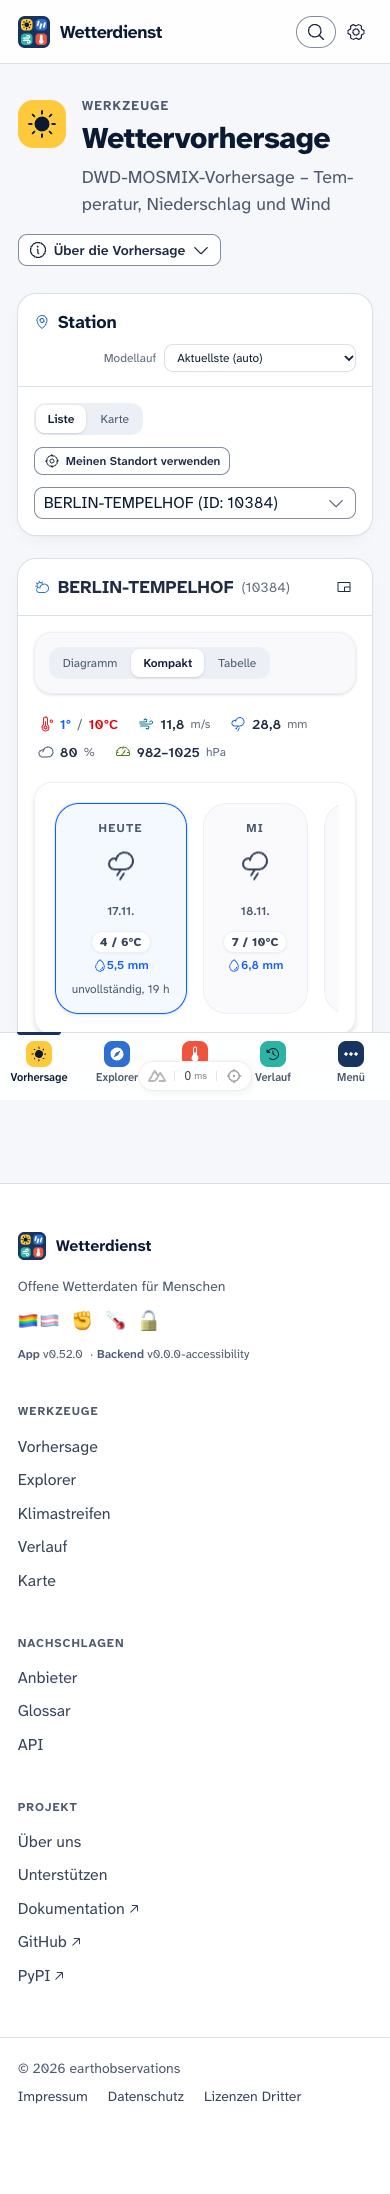 Wetterdienst
WERKZEUGE
Wettervorhersage
DWD-MOSMIX-Vorhersage – Tem-
peratur, Niederschlag und Wind
Über die Vorhersage
Station
Modellauf
Aktuellste (auto)
Liste Karte
Meinen Standort verwenden
BERLIN-TEMPELHOF (ID: 10384)
BERLIN-TEMPELHOF (10384)
Diagramm Kompakt Tabelle
1° / 10°C 11,8 m/s 28,8 mm
80 % 982–1025 hPa
HEUTE
17.11.
4 / 6°C
5,5 mm
unvollständig, 19 h
MI
18.11.
7 / 10°C
6,8 mm
Vorhersage Explorer Verlauf Menü
0 ms
Wetterdienst
Offene Wetterdaten für Menschen
App v0.52.0 · Backend v0.0.0-accessibility
WERKZEUGE
Vorhersage
Explorer
Klimastreifen
Verlauf
Karte
NACHSCHLAGEN
Anbieter
Glossar
API
PROJEKT
Über uns
Unterstützen
Dokumentation ↗
GitHub ↗
PyPI ↗
© 2026 earthobservations
Impressum Datenschutz Lizenzen Dritter